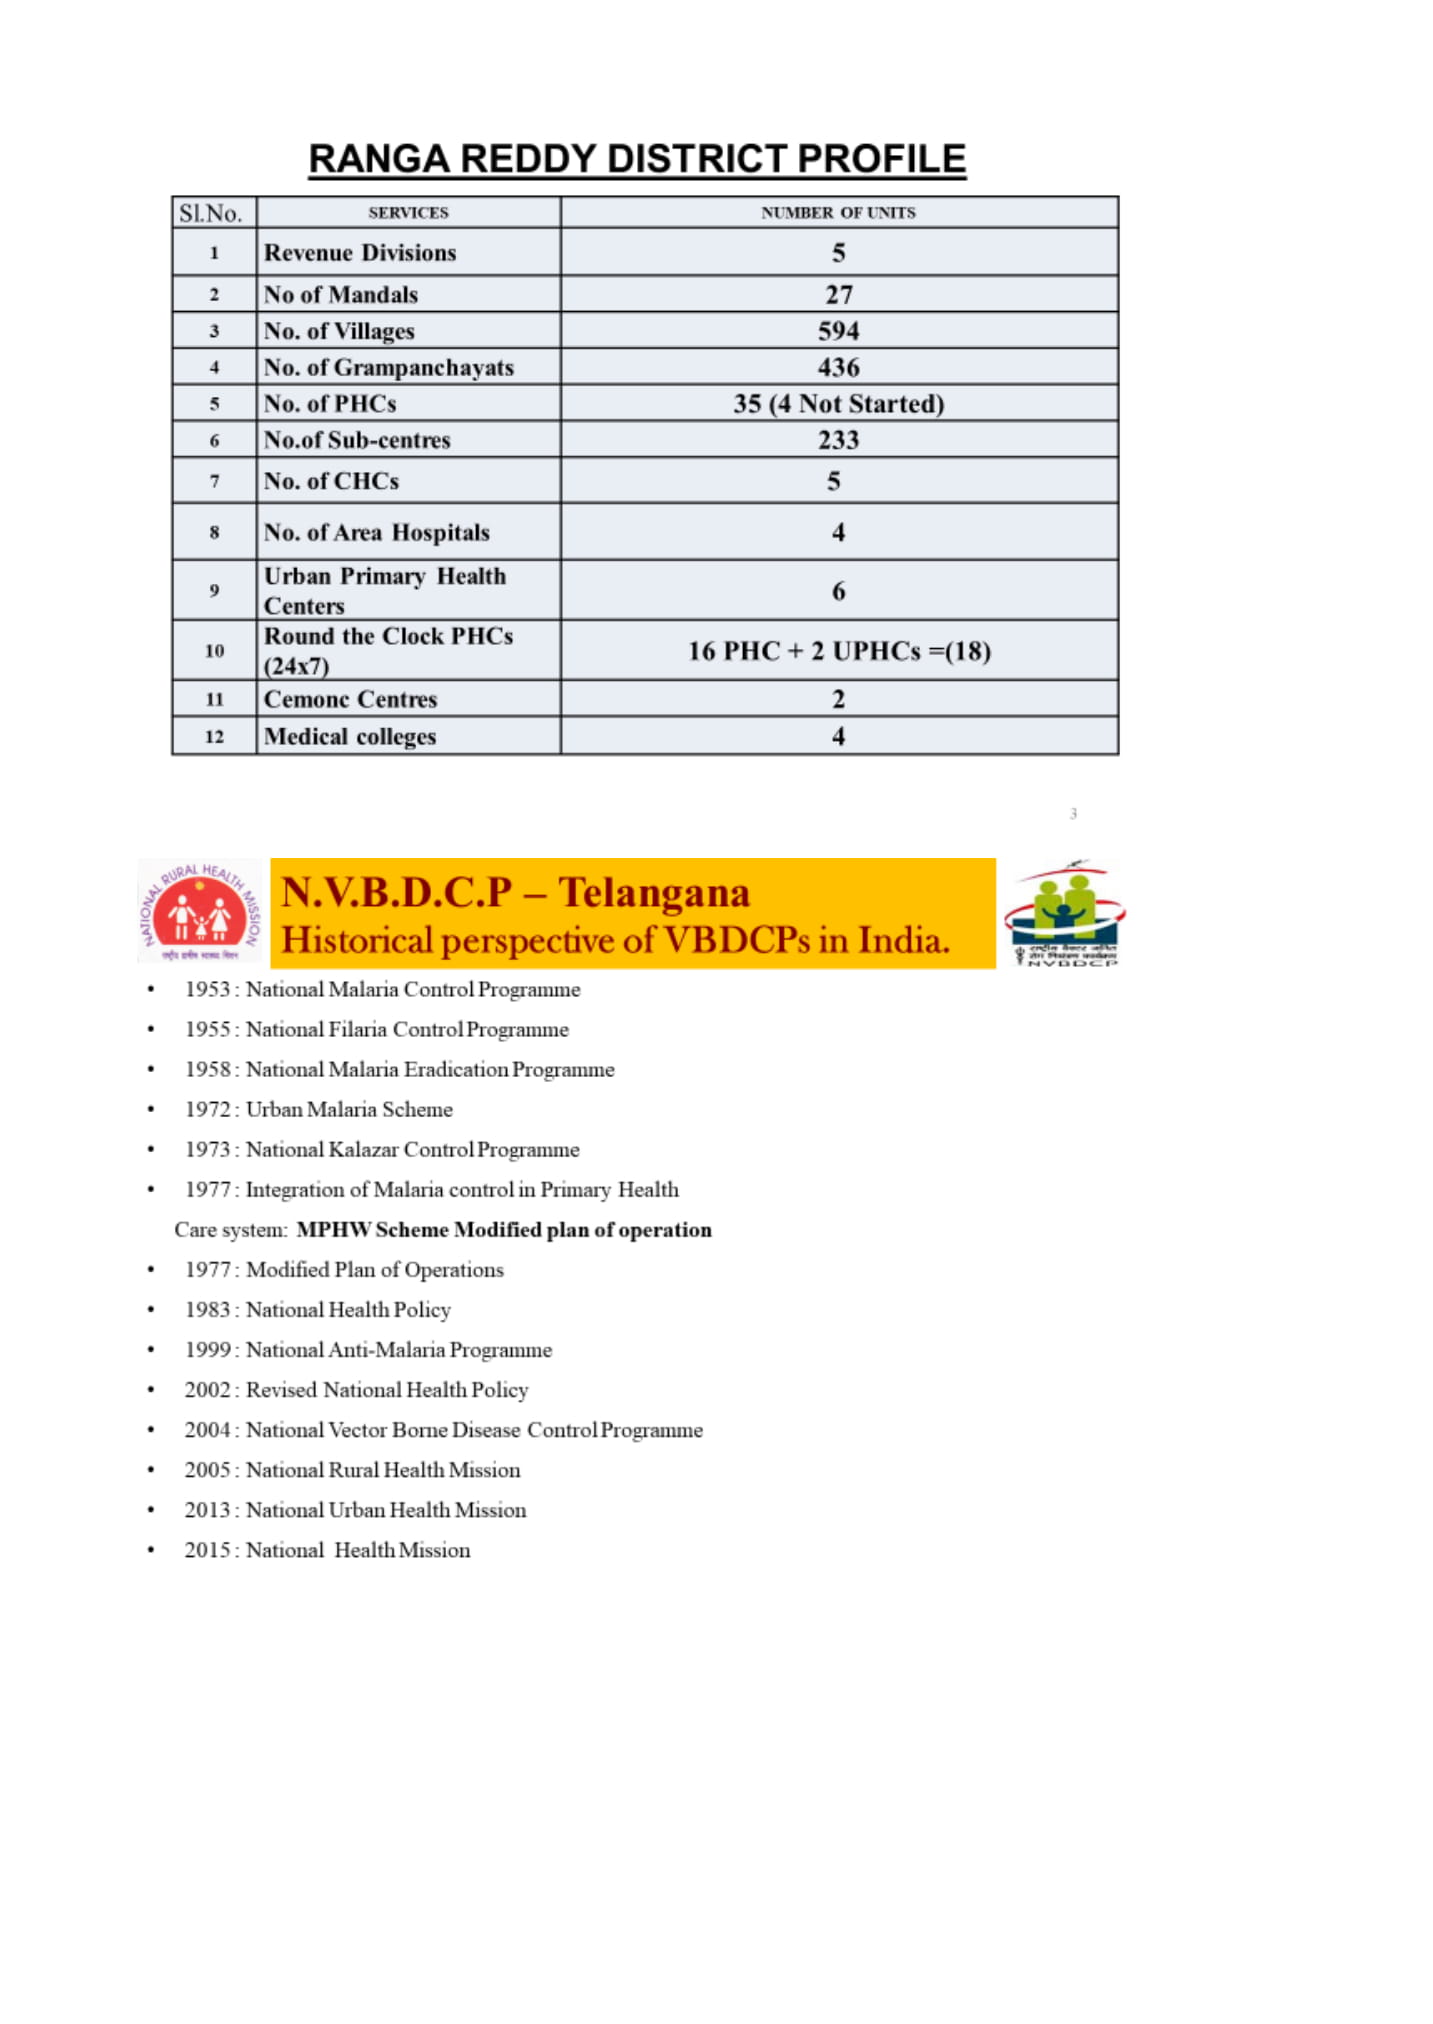 RANGA REDDY DISTRICT PROFILE
Sl.No. SERVICES NUMBER OF UNITS
1 Revenue Divisions 5
2 No of Mandals 27
3 No. of Villages 594
4 No. of Grampanchayats 436
5 No. of PHCs 35 (4 Not Started)
6 No.of Sub-centres 233
7 No. of CHCs 5
8 No. of Area Hospitals 4
9 Urban Primary Health Centers 6
10 Round the Clock PHCs (24x7) 16 PHC + 2 UPHCs =(18)
11 Cemonc Centres 2
12 Medical colleges 4
3
NATIONAL RURAL HEALTH MISSION
N.V.B.D.C.P – Telangana
Historical perspective of VBDCPs in India.
NVBDCP
• 1953 : National Malaria Control Programme
• 1955 : National Filaria Control Programme
• 1958 : National Malaria Eradication Programme
• 1972 : Urban Malaria Scheme
• 1973 : National Kalazar Control Programme
• 1977 : Integration of Malaria control in Primary Health
Care system: MPHW Scheme Modified plan of operation
• 1977 : Modified Plan of Operations
• 1983 : National Health Policy
• 1999 : National Anti-Malaria Programme
• 2002 : Revised National Health Policy
• 2004 : National Vector Borne Disease Control Programme
• 2005 : National Rural Health Mission
• 2013 : National Urban Health Mission
• 2015 : National Health Mission